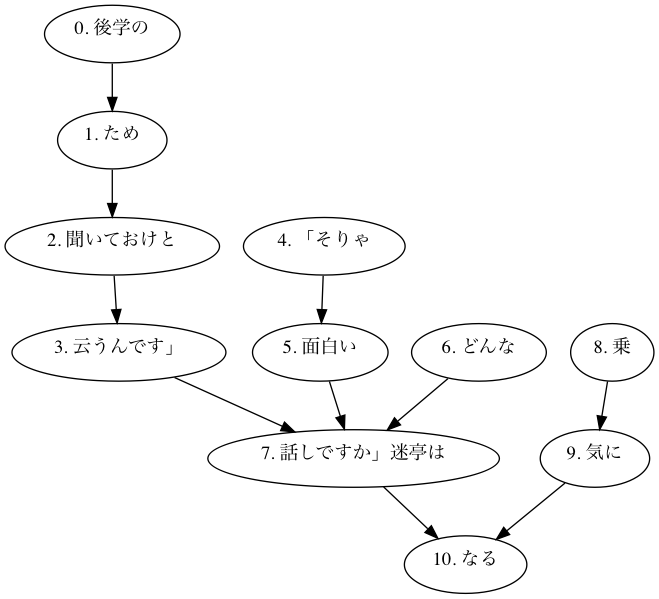 0. 後学の
1. ため
2. 聞いておけと
4. 「そりゃ
3. 云うんです」
5. 面白い
6. どんな
8. 乗
7. 話しですか」迷亭は
9. 気に
10. なる